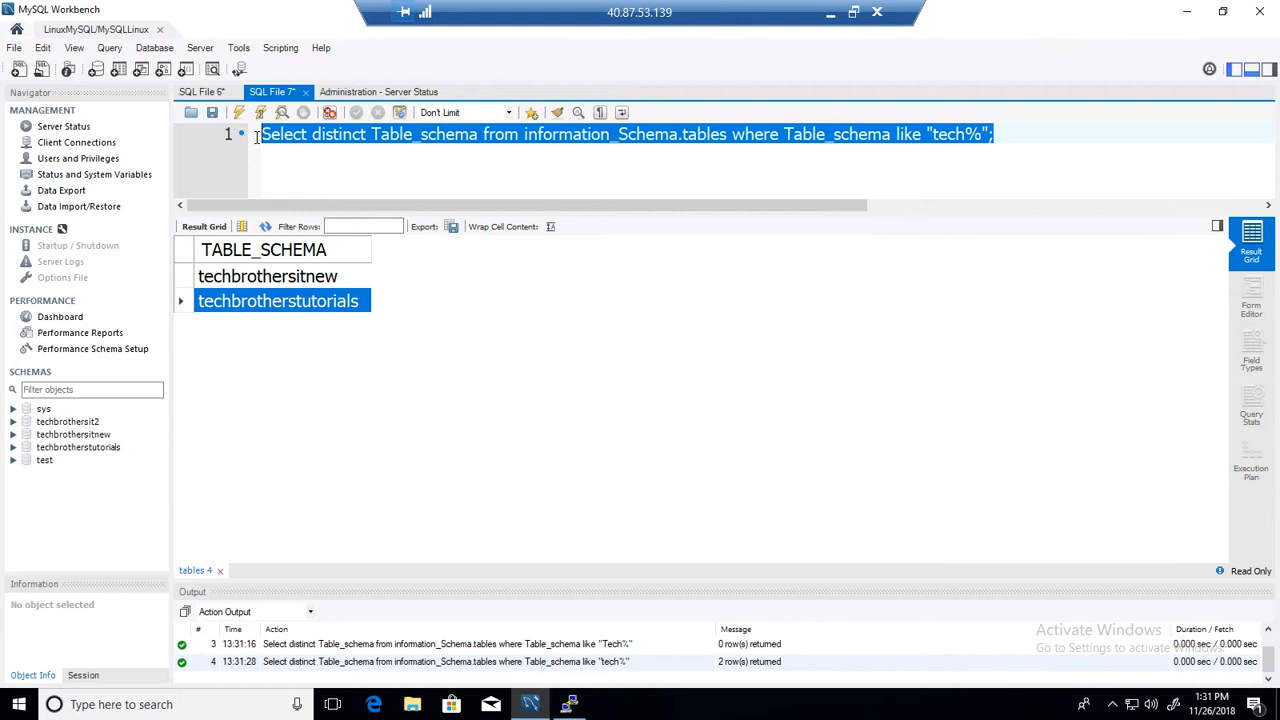 MySQL Workbench
40.87.53.139
LinuxMySQL/MySQLLinux
File Edit View Query Database Server Tools Scripting Help
Navigator
SQL File 6* SQL File 7* Administration - Server Status
MANAGEMENT
Server Status
Client Connections
Users and Privileges
Status and System Variables
Data Export
Data Import/Restore
INSTANCE
Startup / Shutdown
Server Logs
Options File
PERFORMANCE
Dashboard
Performance Reports
Performance Schema Setup
SCHEMAS
Filter objects
sys
techbrothersit2
techbrothersitnew
techbrotherstutorials
test
Information
No object selected
Object Info Session
Don't Limit
1 Select distinct Table_schema from information_Schema.tables where Table_schema like "tech%";
Result Grid Filter Rows: Export: Wrap Cell Content:
TABLE_SCHEMA
techbrothersitnew
techbrotherstutorials
Result
Grid
Form
Editor
Field
Types
Query
Stats
Execution
Plan
tables 4
Read Only
Output
Action Output
# Time Action Message Duration / Fetch
3 13:31:16 Select distinct Table_schema from information_Schema.tables where Table_schema like "Tech%" 0 row(s) returned 0.000 sec / 0.000 sec
4 13:31:28 Select distinct Table_schema from information_Schema.tables where Table_schema like "tech%" 2 row(s) returned 0.000 sec / 0.000 sec
Activate Windows
Go to Settings to activate Windows.
Type here to search
1:31 PM
11/26/2018